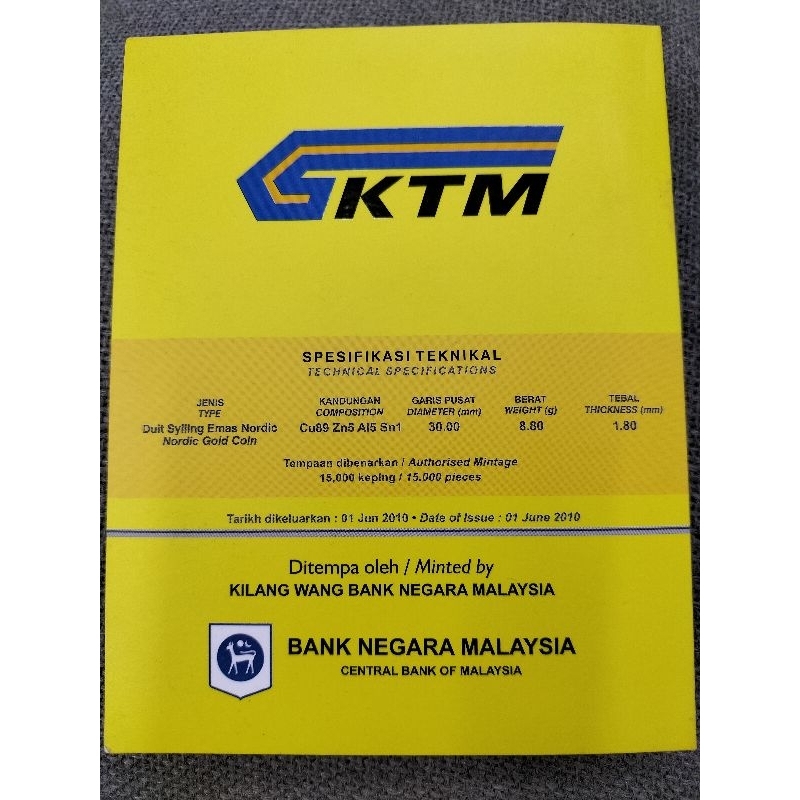 KTM
SPESIFIKASI TEKNIKAL
TECHNICAL SPECIFICATIONS
JENIS KANDUNGAN GARIS PUSAT BERAT TEBAL
TYPE COMPOSITION DIAMETER (mm) WEIGHT (g) THICKNESS (mm)
Duit Syiling Emas Nordic Cu89 Zn5 Al5 Sn1 30.00 8.80 1.80
Nordic Gold Coin
Tempaan dibenarkan / Authorised Mintage
15,000 keping / 15.000 pieces
Tarikh dikeluarkan : 01 Jun 2010 • Date of Issue : 01 June 2010
Ditempa oleh / Minted by
KILANG WANG BANK NEGARA MALAYSIA
BANK NEGARA MALAYSIA
CENTRAL BANK OF MALAYSIA